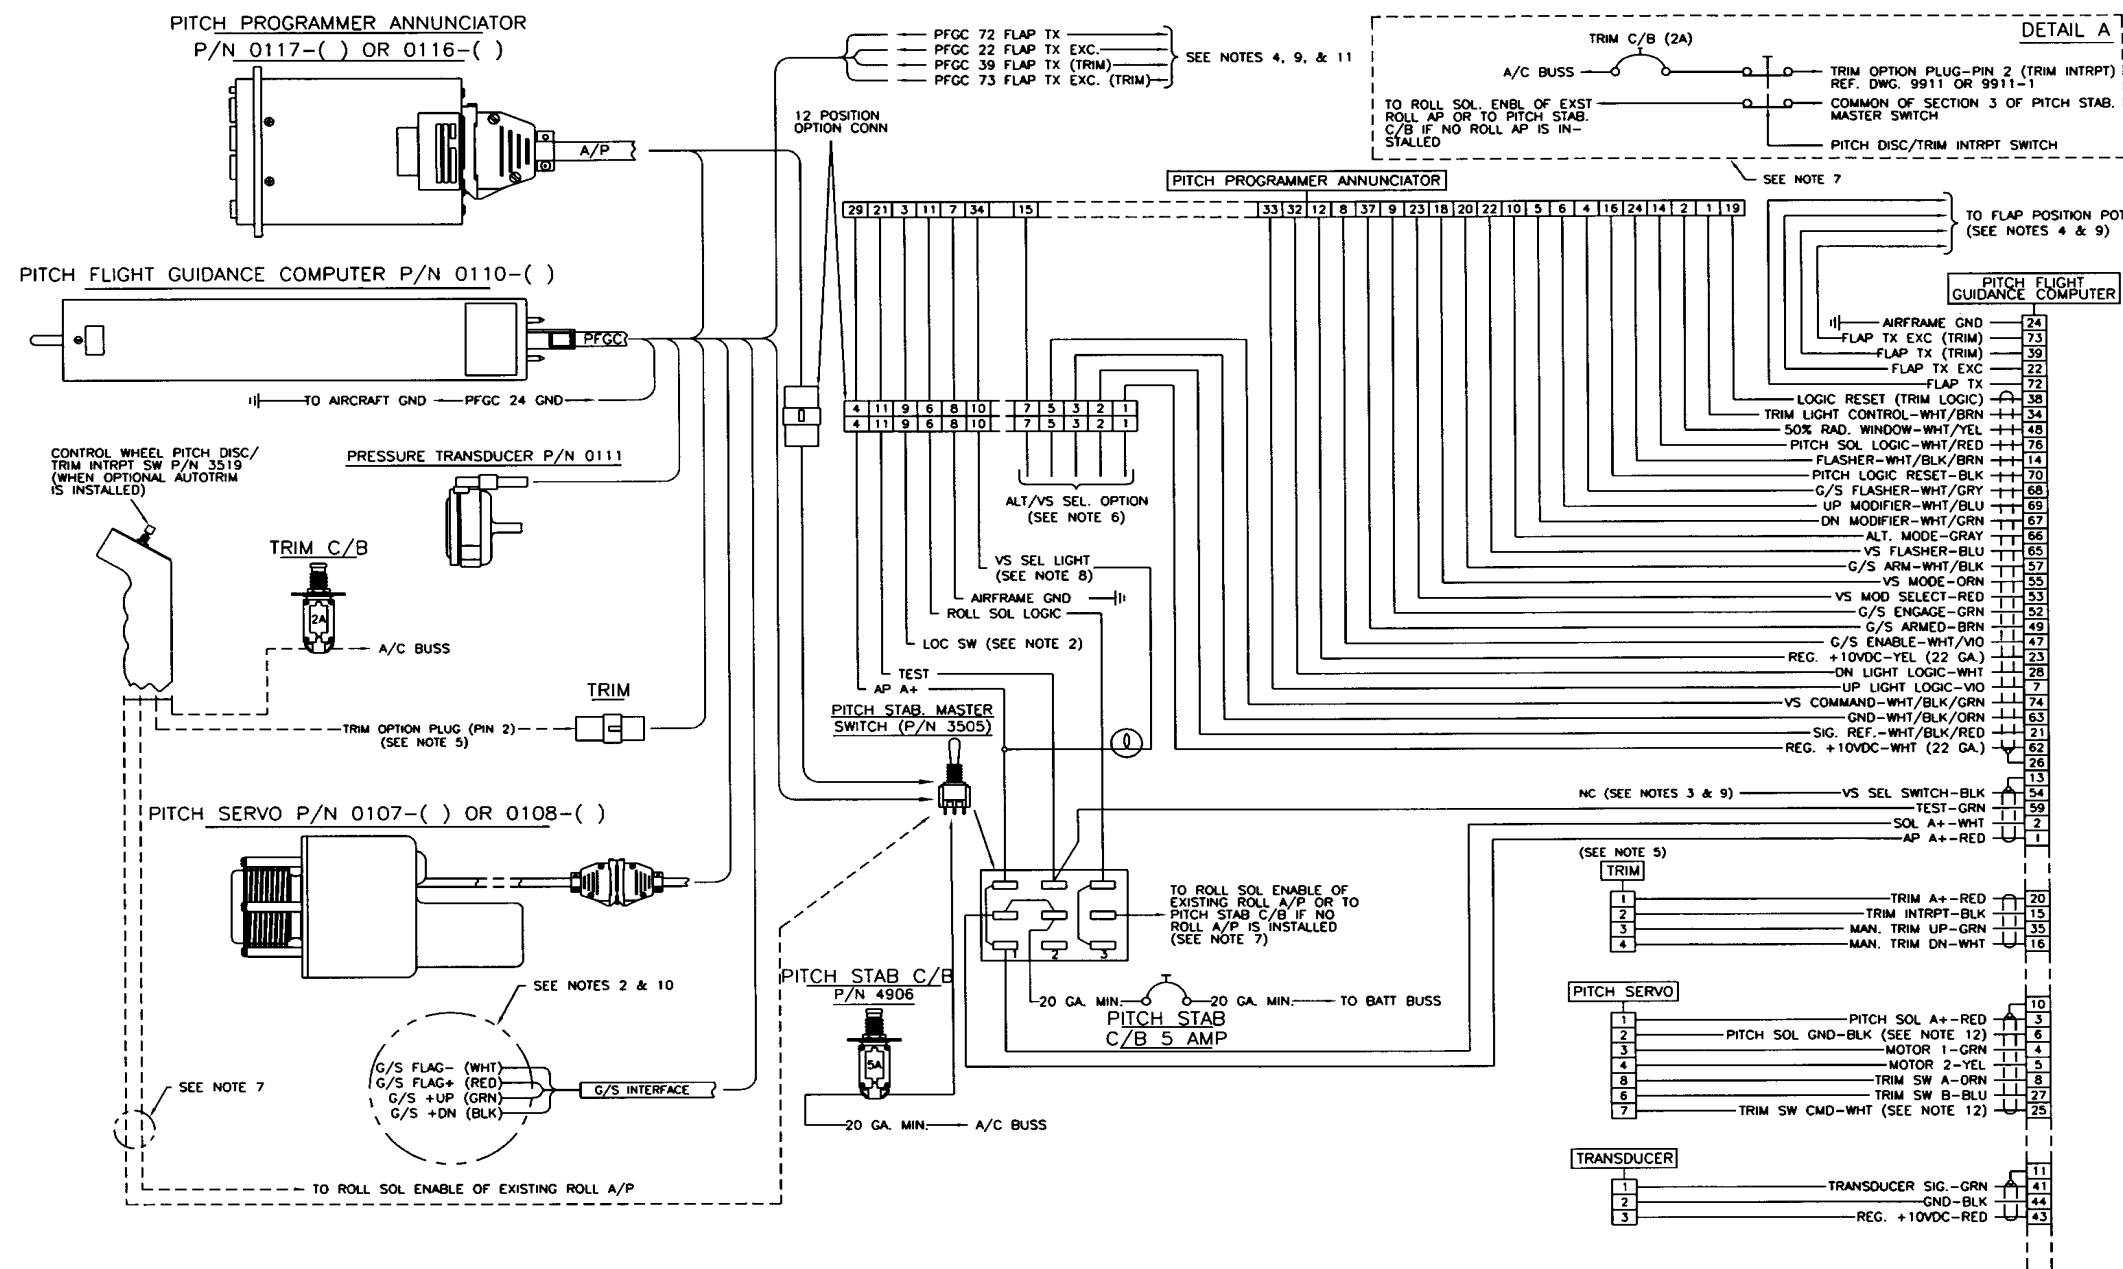 PITCH PROGRAMMER ANNUNCIATOR
P/N 0117-( ) OR 0116-( )
A/P
PFGC 72 FLAP TX
PFGC 22 FLAP TX EXC.
PFGC 39 FLAP TX (TRIM)
PFGC 73 FLAP TX EXC. (TRIM)
SEE NOTES 4, 9, & 11
DETAIL A
TRIM C/B (2A)
A/C BUSS
TRIM OPTION PLUG-PIN 2 (TRIM INTRPT)
REF. DWG. 9911 OR 9911-1
TO ROLL SOL. ENBL OF EXST
ROLL AP OR TO PITCH STAB.
C/B IF NO ROLL AP IS IN-
STALLED
COMMON OF SECTION 3 OF PITCH STAB.
MASTER SWITCH
PITCH DISC/TRIM INTRPT SWITCH
SEE NOTE 7
12 POSITION
OPTION CONN
PITCH PROGRAMMER ANNUNCIATOR
29 21 3 11 7 34 15
33 32 12 8 37 9 23 18 20 22 10 5 6 4 16 24 14 2 1 19
TO FLAP POSITION POT
(SEE NOTES 4 & 9)
PITCH FLIGHT GUIDANCE COMPUTER P/N 0110-( )
PFGC
TO AIRCRAFT GND
PFGC 24 GND
4 11 9 6 8 10 7 5 3 2 1
4 11 9 6 8 10 7 5 3 2 1
ALT/VS SEL. OPTION
(SEE NOTE 6)
PITCH FLIGHT
GUIDANCE COMPUTER
AIRFRAME GND 24
FLAP TX EXC (TRIM) 73
FLAP TX (TRIM) 39
FLAP TX EXC 22
FLAP TX 72
LOGIC RESET (TRIM LOGIC) 38
TRIM LIGHT CONTROL-WHT/BRN 34
50% RAD. WINDOW-WHT/YEL 48
PITCH SOL LOGIC-WHT/RED 76
FLASHER-WHT/BLK/BRN 14
PITCH LOGIC RESET-BLK 70
G/S FLASHER-WHT/GRY 68
UP MODIFIER-WHT/BLU 69
DN MODIFIER-WHT/GRN 67
ALT. MODE-GRAY 66
VS FLASHER-BLU 65
G/S ARM-WHT/BLK 57
VS MODE-ORN 55
VS MOD SELECT-RED 53
G/S ENGAGE-GRN 52
G/S ARMED-BRN 49
G/S ENABLE-WHT/VIO 47
REG. +10VDC-YEL (22 GA.) 23
DN LIGHT LOGIC-WHT 28
UP LIGHT LOGIC-VIO 7
VS COMMAND-WHT/BLK/GRN 74
GND-WHT/BLK/ORN 63
SIG. REF.-WHT/BLK/RED 21
REG. +10VDC-WHT (22 GA.) 62
26
13
NC (SEE NOTES 3 & 9) VS SEL SWITCH-BLK 54
TEST-GRN 59
SOL A+-WHT 2
AP A+-RED 1
CONTROL WHEEL PITCH DISC/
TRIM INTRPT SW P/N 3519
(WHEN OPTIONAL AUTOTRIM
IS INSTALLED)
PRESSURE TRANSDUCER P/N 0111
TRIM C/B
2A
A/C BUSS
TRIM
TRIM OPTION PLUG (PIN 2)
(SEE NOTE 5)
VS SEL LIGHT
(SEE NOTE 8)
AIRFRAME GND
ROLL SOL LOGIC
LOC SW (SEE NOTE 2)
TEST
AP A+
PITCH STAB. MASTER
SWITCH (P/N 3505)
PITCH SERVO P/N 0107-( ) OR 0108-( )
1 2 3
TO ROLL SOL ENABLE OF
EXISTING ROLL A/P OR TO
PITCH STAB C/B IF NO
ROLL A/P IS INSTALLED
(SEE NOTE 7)
20 GA. MIN.
20 GA. MIN.
TO BATT BUSS
PITCH STAB
C/B 5 AMP
PITCH STAB C/B
P/N 4906
5A
20 GA. MIN.
A/C BUSS
SEE NOTES 2 & 10
G/S FLAG- (WHT)
G/S FLAG+ (RED)
G/S +UP (GRN)
G/S +DN (BLK)
G/S INTERFACE
SEE NOTE 7
TO ROLL SOL ENABLE OF EXISTING ROLL A/P
(SEE NOTE 5)
TRIM
1 TRIM A+-RED 20
2 TRIM INTRPT-BLK 15
3 MAN. TRIM UP-GRN 35
4 MAN. TRIM DN-WHT 16
PITCH SERVO
10
1 PITCH SOL A+-RED 3
2 PITCH SOL GND-BLK (SEE NOTE 12) 6
3 MOTOR 1-GRN 4
4 MOTOR 2-YEL 5
8 TRIM SW A-ORN 8
6 TRIM SW B-BLU 27
7 TRIM SW CMD-WHT (SEE NOTE 12) 25
TRANSDUCER
11
1 TRANSDUCER SIG.-GRN 41
2 GND-BLK 44
3 REG. +10VDC-RED 43